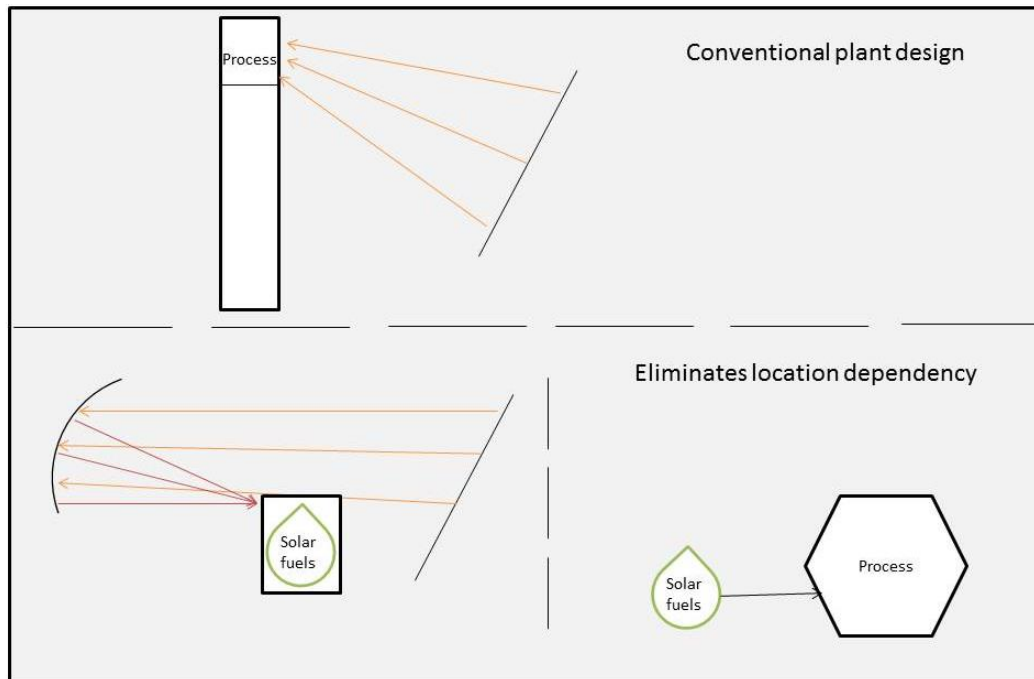 Process
Conventional plant design
Eliminates location dependency
Solar
fuels
Solar
fuels
Process